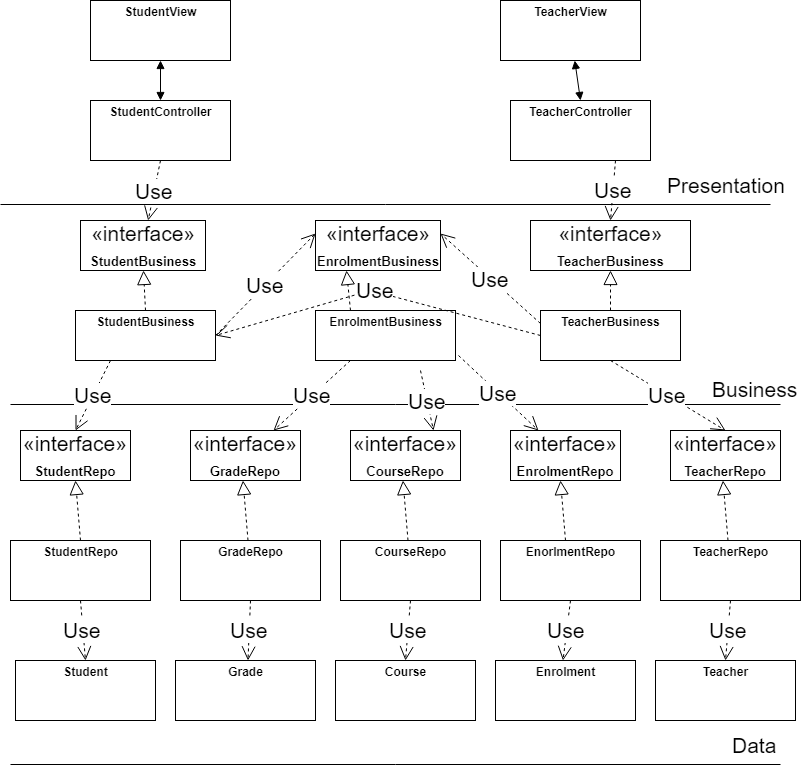 StudentView
TeacherView
StudentController
TeacherController
Use
Use
Presentation
«interface»
StudentBusiness
«interface»
EnrolmentBusiness
«interface»
TeacherBusiness
Use
Use
Use
StudentBusiness
EnrolmentBusiness
TeacherBusiness
Use
Use
Use
Use
Use
Business
«interface»
StudentRepo
«interface»
GradeRepo
«interface»
CourseRepo
«interface»
EnrolmentRepo
«interface»
TeacherRepo
StudentRepo
GradeRepo
CourseRepo
EnorlmentRepo
TeacherRepo
Use
Use
Use
Use
Use
Student
Grade
Course
Enrolment
Teacher
Data